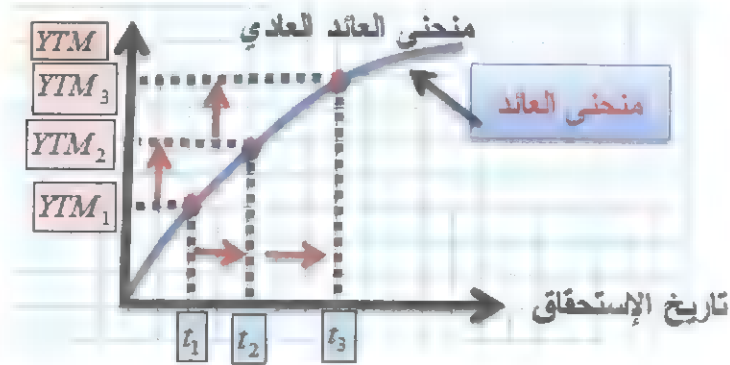 منحنى العائد العادي
YTM
YTM₃
منحنى العائد
YTM₂
YTM₁
تاريخ الإستحقاق
t₁ t₂ t₃